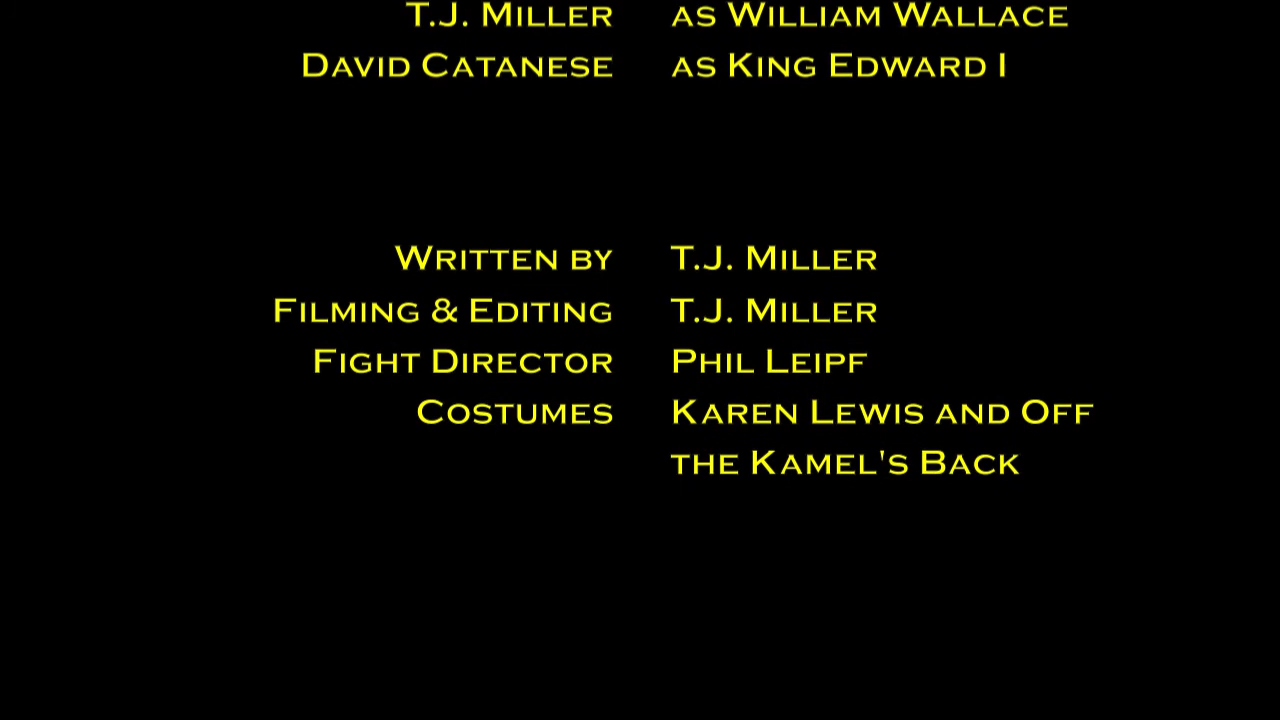 T.J. Miller as William Wallace
David Catanese as King Edward I
Written by T.J. Miller
Filming & Editing T.J. Miller
Fight Director Phil Leipf
Costumes Karen Lewis and Off
the Kamel's Back